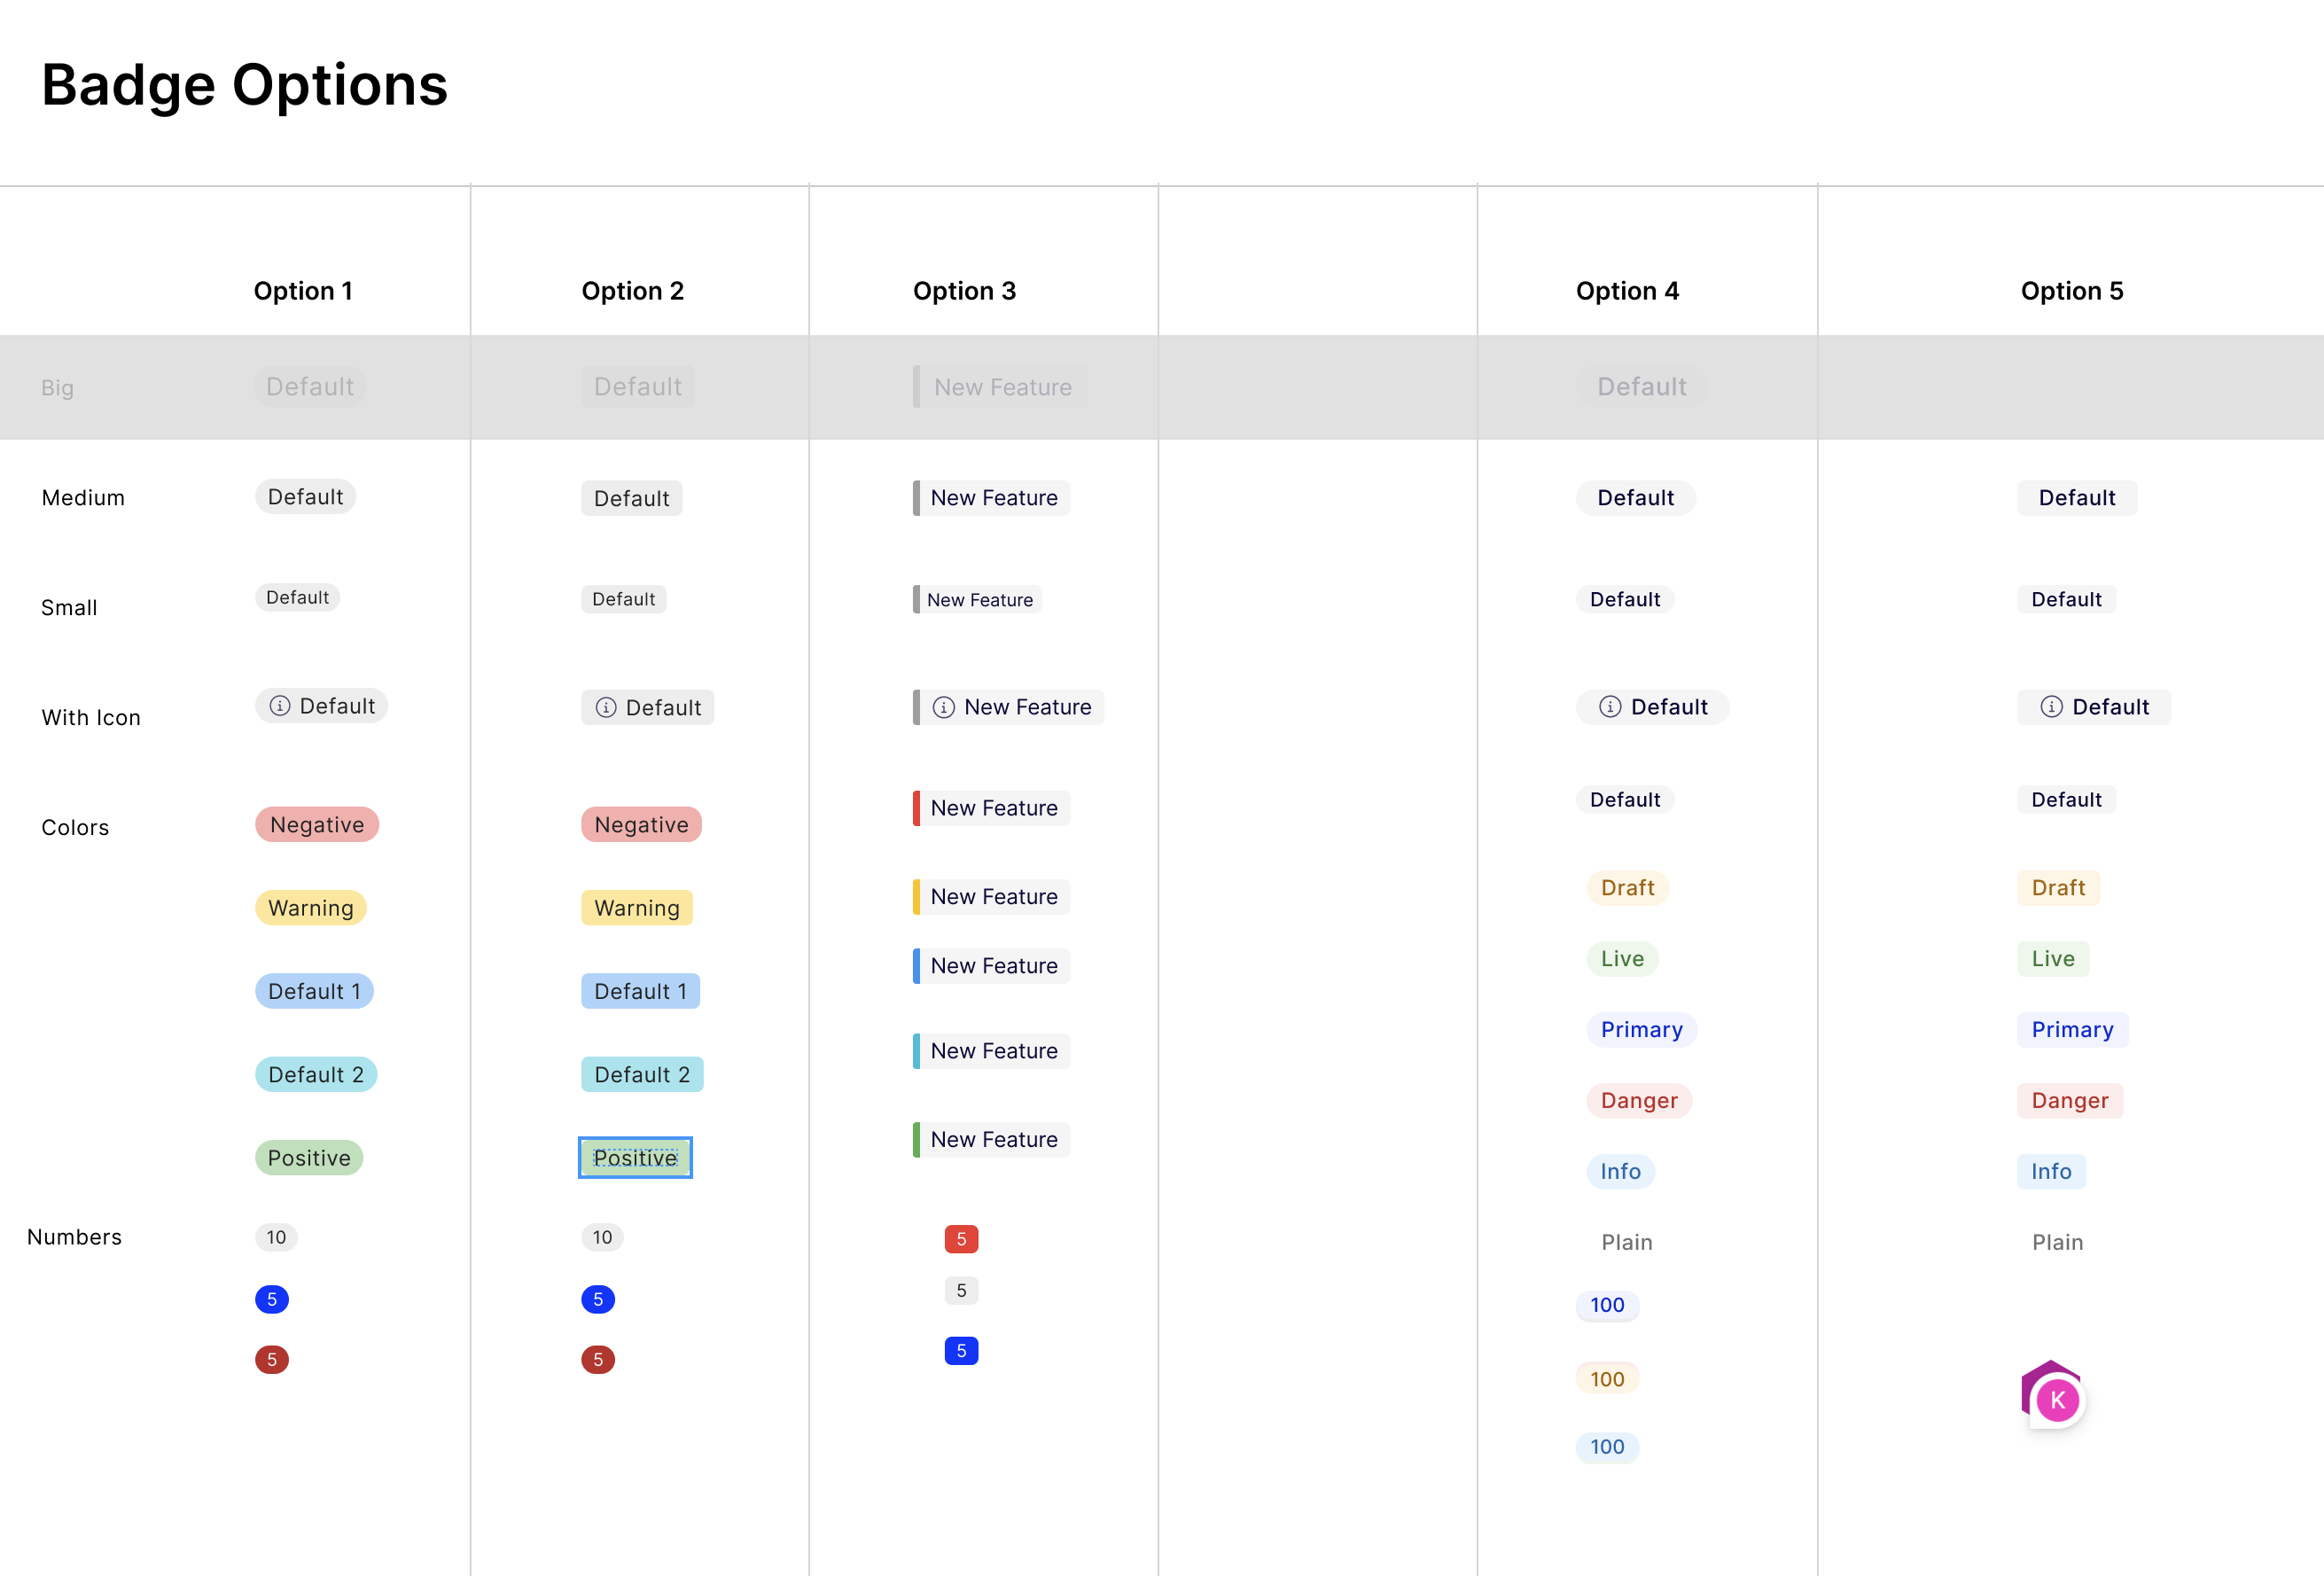 Badge Options
Option 1 Option 2 Option 3 Option 4 Option 5
Big Default Default New Feature Default
Medium Default Default New Feature Default Default
Small Default Default New Feature Default Default
With Icon Default Default New Feature Default Default
Colors Negative Negative New Feature Default Default
Warning Warning New Feature Draft Draft
Default 1 Default 1 New Feature Live Live
Default 2 Default 2 New Feature Primary Primary
Positive Positive New Feature Danger Danger
Info Info
Numbers 10 10 5 Plain Plain
5 5 5 100
5 5 5 100
K
100